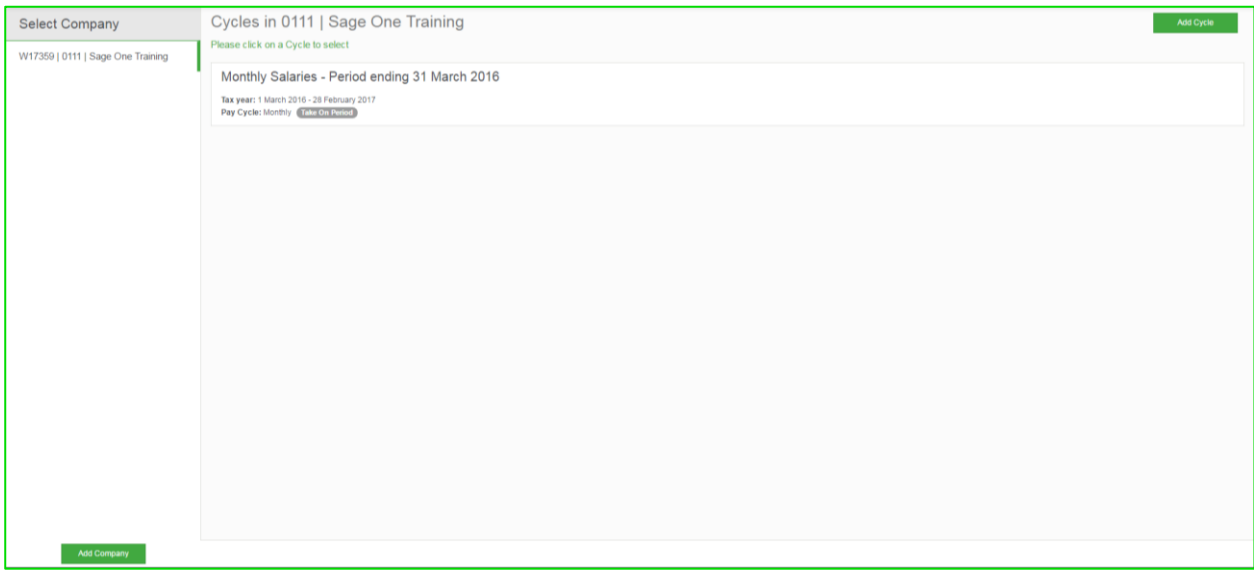 Select Company
W17359 | 0111 | Sage One Training
Add Company
Cycles in 0111 | Sage One Training
Add Cycle
Please click on a Cycle to select
Monthly Salaries - Period ending 31 March 2016
Tax year: 1 March 2016 - 28 February 2017
Pay Cycle: Monthly Take On Period